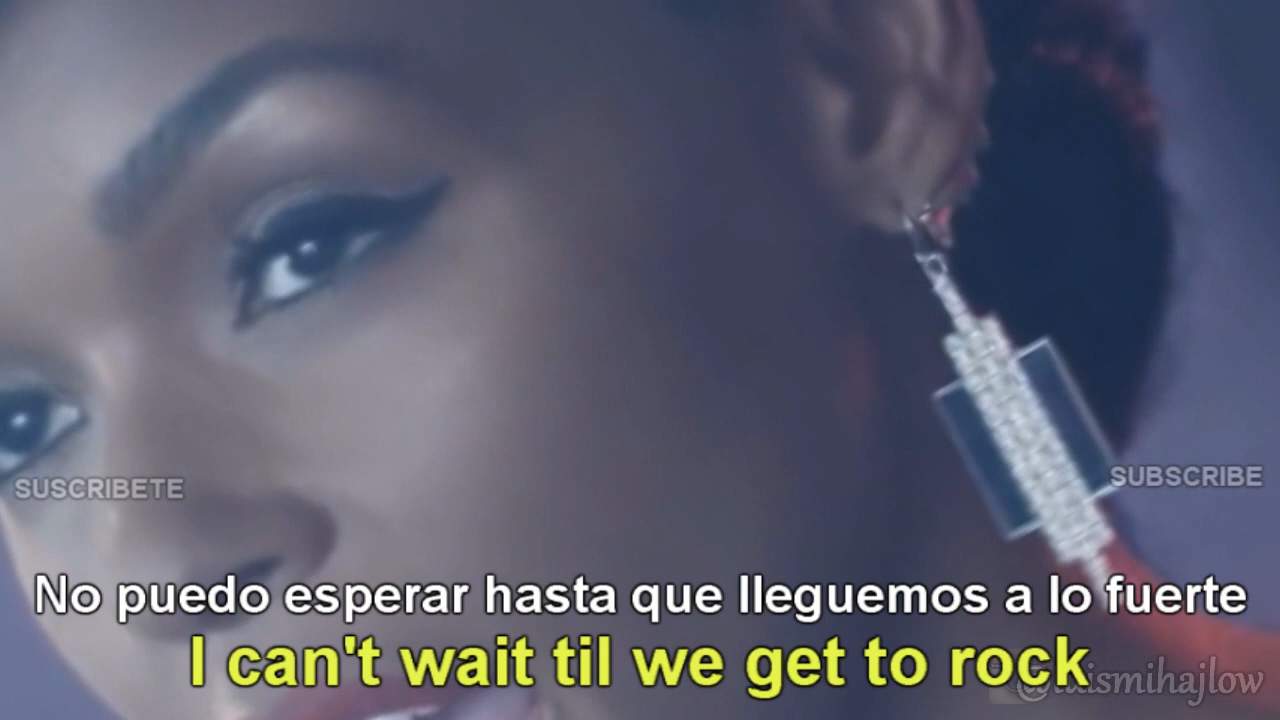 SUSCRIBETE
SUBSCRIBE
No puedo esperar hasta que lleguemos a lo fuerte
I can't wait til we get to rock